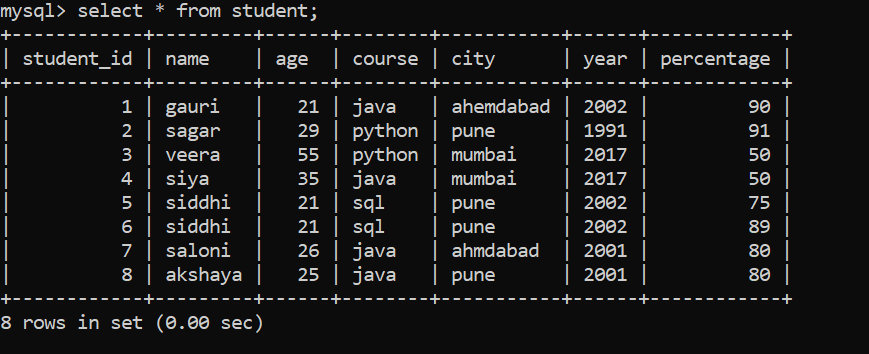 mysql> select * from student;
+------------+---------+------+--------+-----------+------+------------+
| student_id | name    | age  | course | city      | year | percentage |
+------------+---------+------+--------+-----------+------+------------+
|          1 | gauri   |   21 | java   | ahemdabad | 2002 |         90 |
|          2 | sagar   |   29 | python | pune      | 1991 |         91 |
|          3 | veera   |   55 | python | mumbai    | 2017 |         50 |
|          4 | siya    |   35 | java   | mumbai    | 2017 |         50 |
|          5 | siddhi  |   21 | sql    | pune      | 2002 |         75 |
|          6 | siddhi  |   21 | sql    | pune      | 2002 |         89 |
|          7 | saloni  |   26 | java   | ahmdabad  | 2001 |         80 |
|          8 | akshaya |   25 | java   | pune      | 2001 |         80 |
+------------+---------+------+--------+-----------+------+------------+
8 rows in set (0.00 sec)